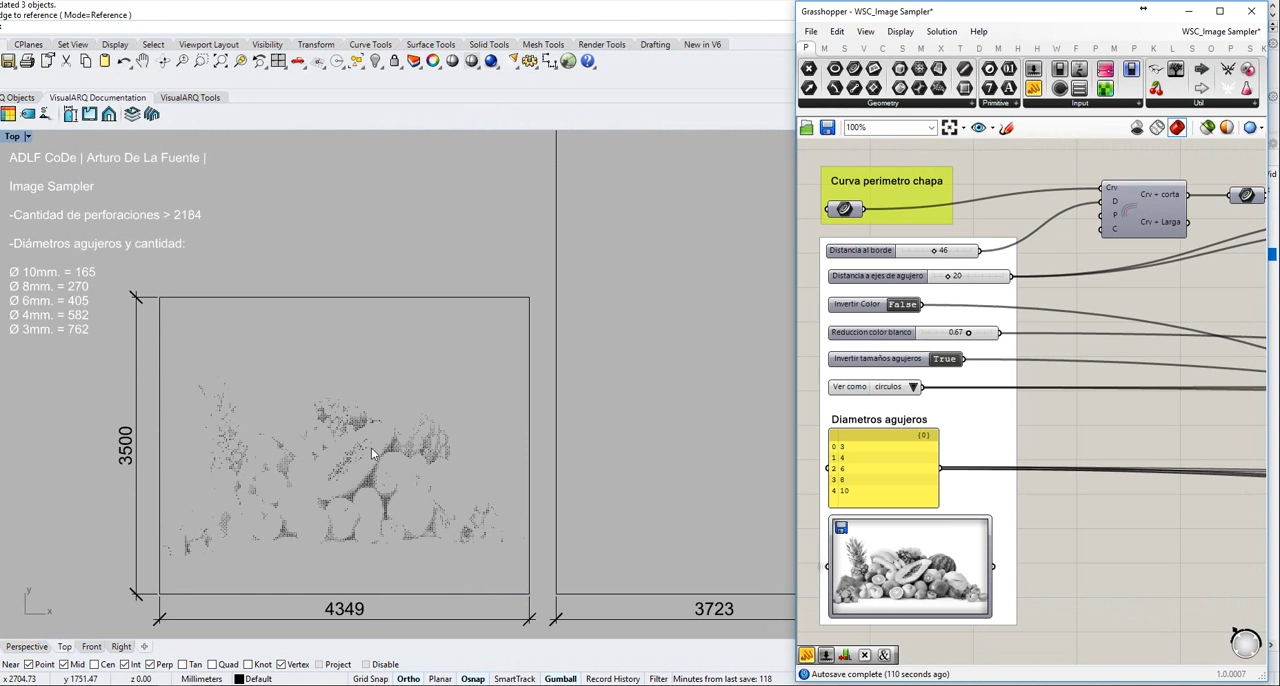 dated 3 objects.
dge to reference ( Mode=Reference )
CPlanes Set View Display Select Viewport Layout Visibility Transform Curve Tools Surface Tools Solid Tools Mesh Tools Render Tools Drafting New in V6
Q Objects VisualARQ Documentation VisualARQ Tools
Top
ADLF CoDe | Arturo De La Fuente |
Image Sampler
-Cantidad de perforaciones > 2184
-Diámetros agujeros y cantidad:
Ø 10mm. = 165
Ø 8mm. = 270
Ø 6mm. = 405
Ø 4mm. = 582
Ø 3mm. = 762
3500
4349
3723
y
x
Perspective Top Front Right
Near Point Mid Cen Int Perp Tan Quad Knot Vertex Project Disable
x 2704.73 y 1751.47 z 0.00 Millimeters Default Grid Snap Ortho Planar Osnap SmartTrack Gumball Record History Filter Minutes from last save: 118
Grasshopper - WSC_Image Sampler*
File Edit View Display Solution Help WSC_Image Sampler*
P M S V C S M I T D W H H H M P M P L D V S P R T L S O P S K
Geometry Primitive Input Util
100%
Curva perimetro chapa
Crv
D
P
C
Crv + corta
Crv + Larga
Distancia al borde 46
Distancia a ejes de agujero 20
Invertir Color False
Reduccion color blanco 0.67
Invertir tamaños agujeros True
Ver como circulos
Diametros agujeros
{0}
0 3
1 4
2 6
3 8
4 10
Autosave complete (110 seconds ago) 1.0.0007